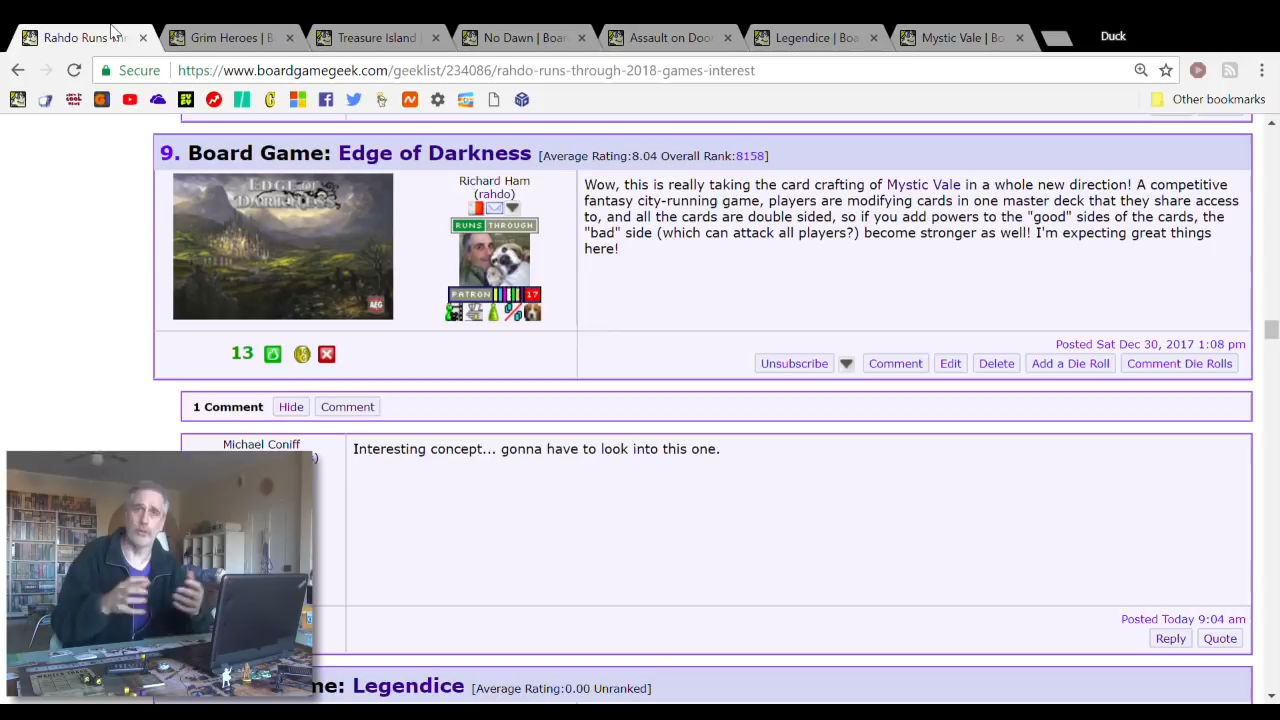 Rahdo Runs
Grim Heroes | B
Treasure Island
No Dawn | Boar
Assault on Doo
Legendice | Boa
Mystic Vale | Bo
Duck
Secure
https://www.boardgamegeek.com/geeklist/234086/rahdo-runs-through-2018-games-interest
Other bookmarks
9. Board Game: Edge of Darkness [Average Rating:8.04 Overall Rank:8158]
EDGE OF DARKNESS
AEG
Richard Ham
(rahdo)
RUNS THROUGH
PATRON 17
Wow, this is really taking the card crafting of Mystic Vale in a whole new direction! A competitive
fantasy city-running game, players are modifying cards in one master deck that they share access
to, and all the cards are double sided, so if you add powers to the "good" sides of the cards, the
"bad" side (which can attack all players?) become stronger as well! I'm expecting great things
here!
13
Posted Sat Dec 30, 2017 1:08 pm
Unsubscribe Comment Edit Delete Add a Die Roll Comment Die Rolls
1 Comment Hide Comment
Michael Coniff
Interesting concept... gonna have to look into this one.
Posted Today 9:04 am
Reply Quote
me: Legendice [Average Rating:0.00 Unranked]